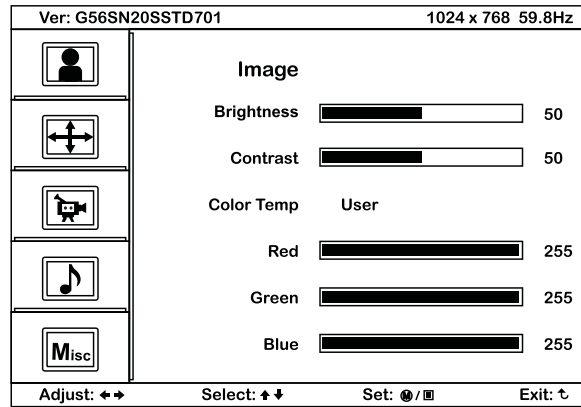 Ver: G56SN20SSTD701 1024 x 768 59.8Hz
Image
Brightness 50
Contrast 50
Color Temp User
Red 255
Green 255
Blue 255
Misc
Adjust: Select: Set: M / Exit: